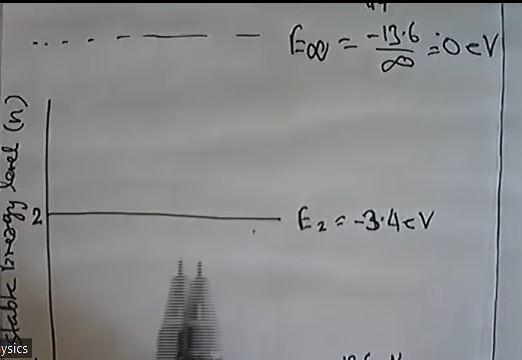 E∞ = -13.6/∞ = 0 eV
stable Energy level (n)
2
E₂ = -3.4 eV
ysics